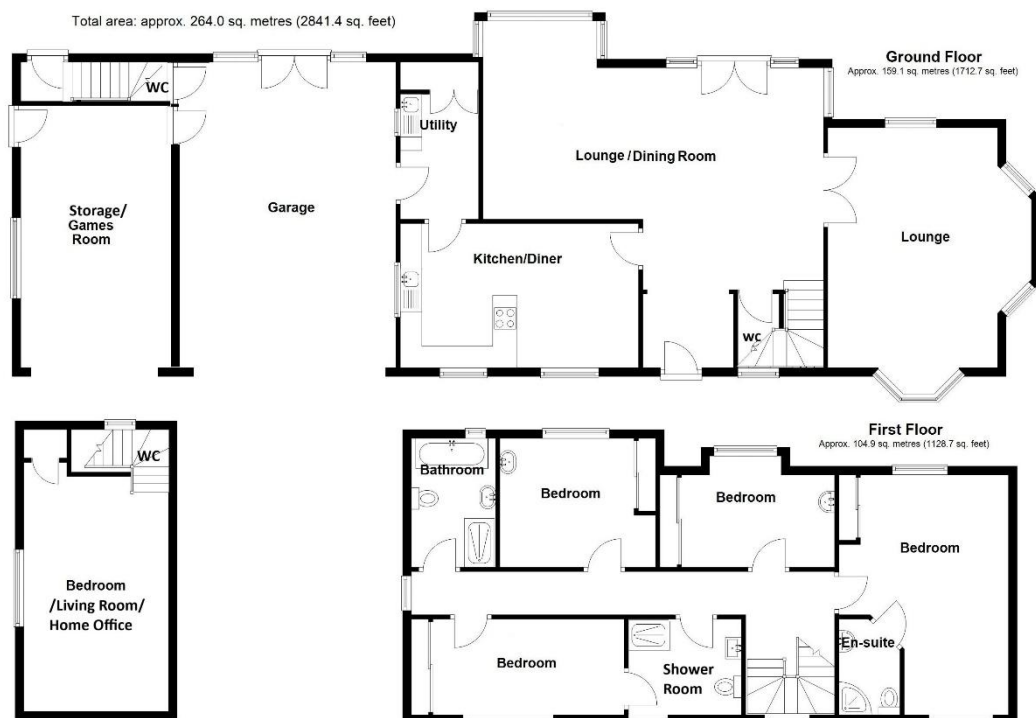 Total area: approx. 264.0 sq. metres (2841.4 sq. feet)
Ground Floor
Approx. 159.1 sq. metres (1712.7 sq. feet)
WC
Utility
Lounge / Dining Room
Storage/
Games
Room
Garage
Lounge
Kitchen/Diner
WC
First Floor
Approx. 104.9 sq. metres (1128.7 sq. feet)
WC
Bathroom
Bedroom
Bedroom
Bedroom
Bedroom
/Living Room/
Home Office
En-suite
Bedroom
Shower
Room